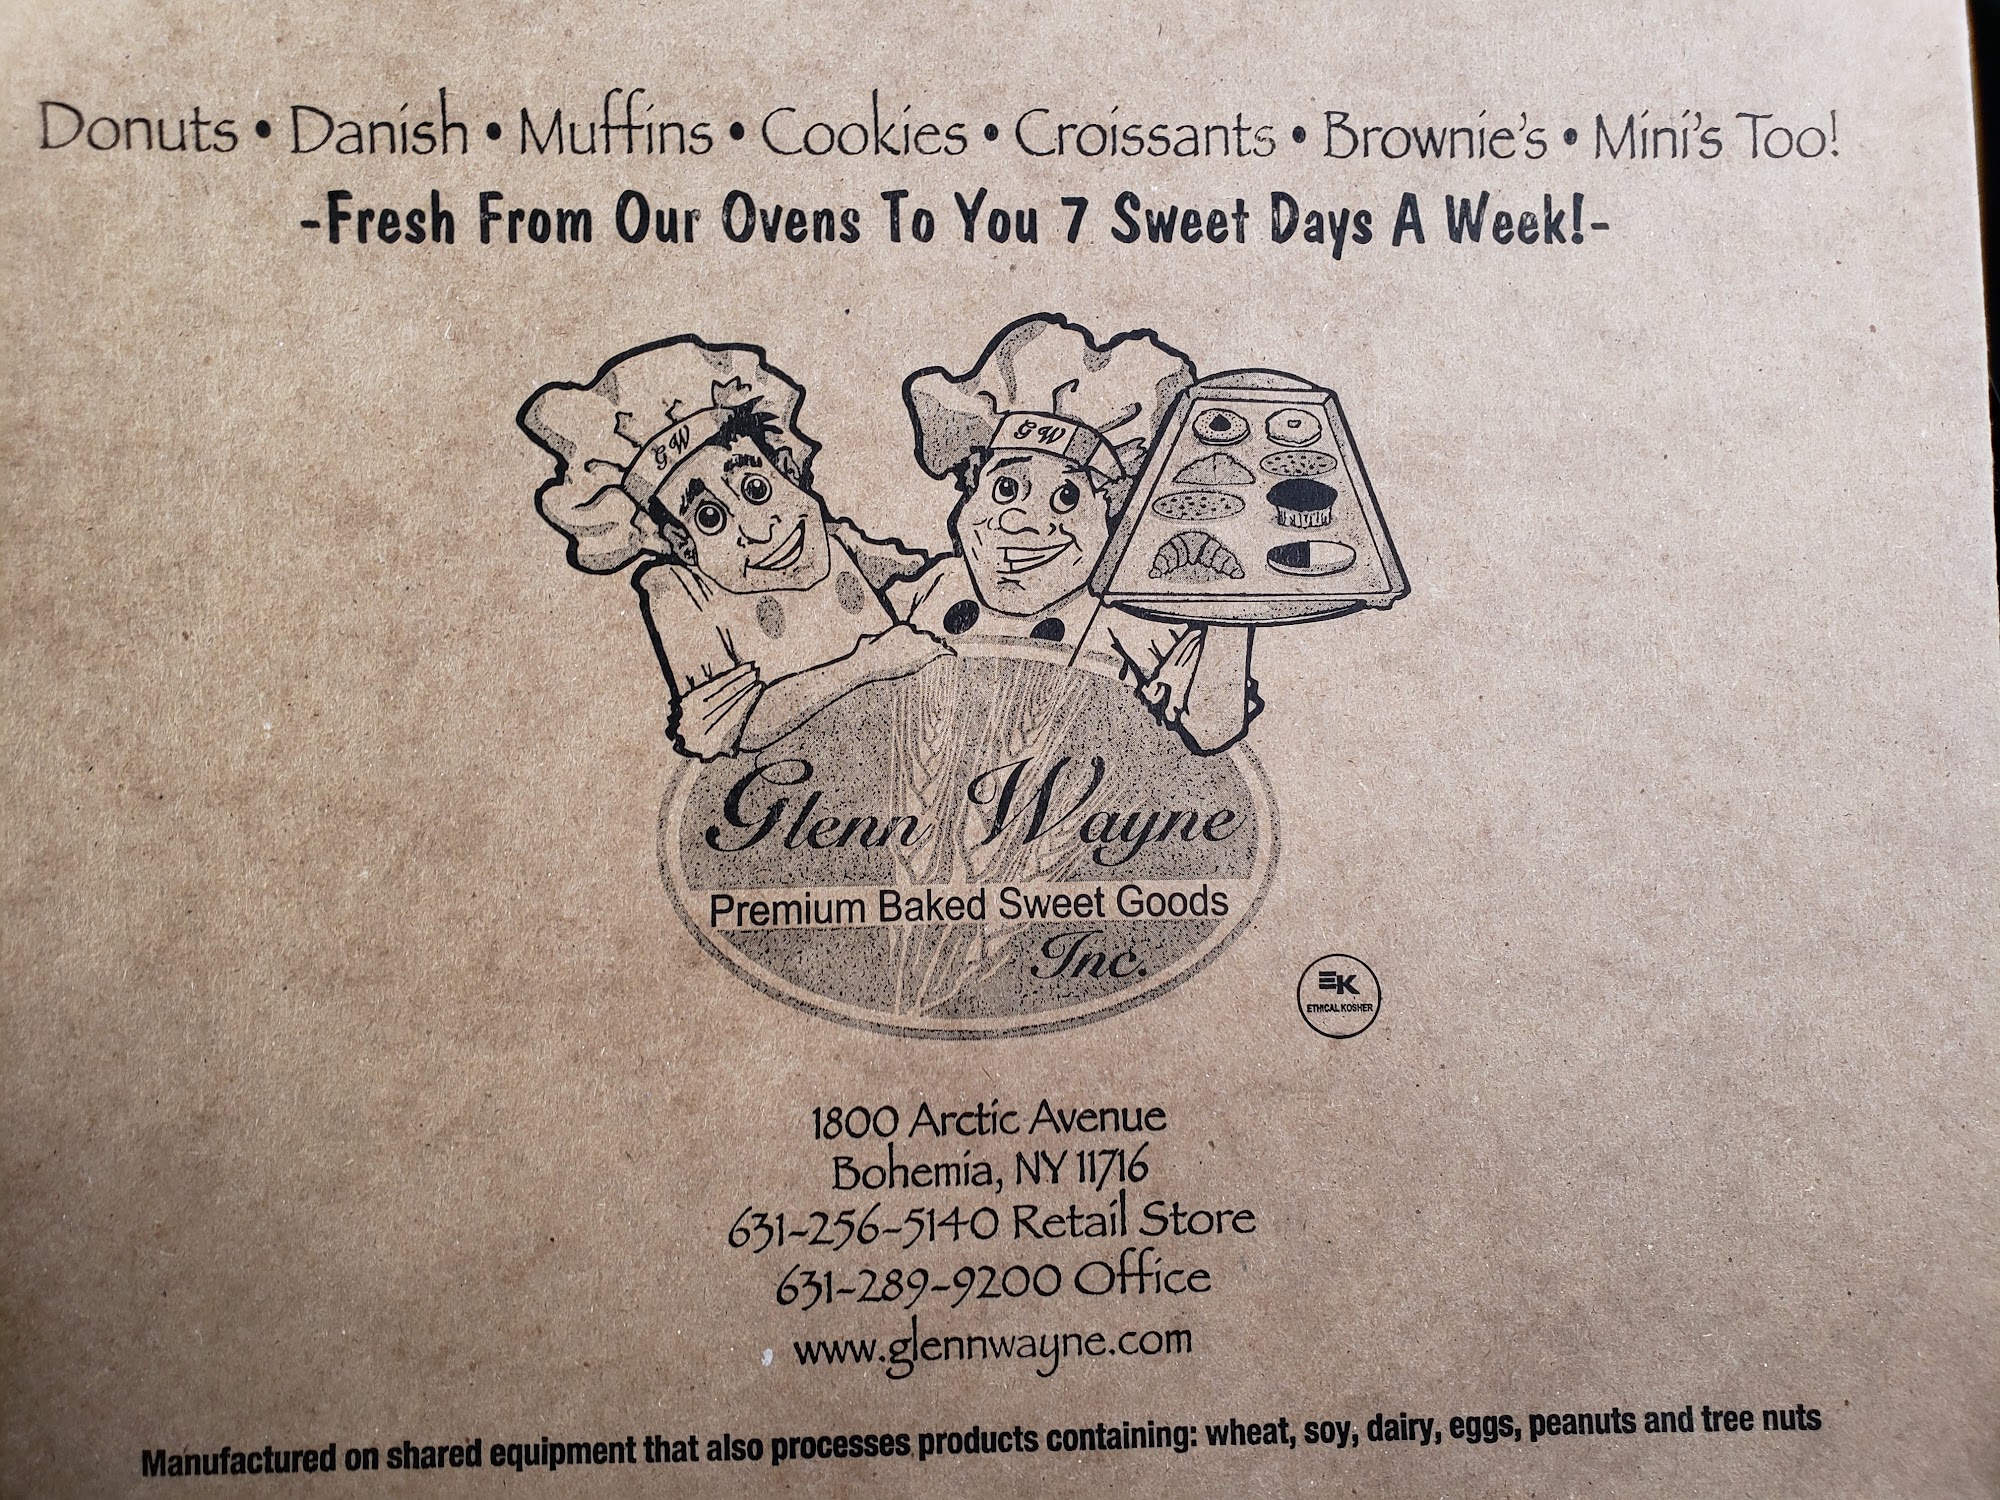 Donuts • Danish • Muffins • Cookies • Croissants • Brownie's • Mini's Too!
-Fresh From Our Ovens To You 7 Sweet Days A Week!-
GW
GW
Glenn Wayne
Premium Baked Sweet Goods
Inc.
EK
ETHICAL KOSHER
1800 Arctic Avenue
Bohemia, NY 11716
631-256-5140 Retail Store
631-289-9200 Office
www.glennwayne.com
Manufactured on shared equipment that also processes products containing: wheat, soy, dairy, eggs, peanuts and tree nuts